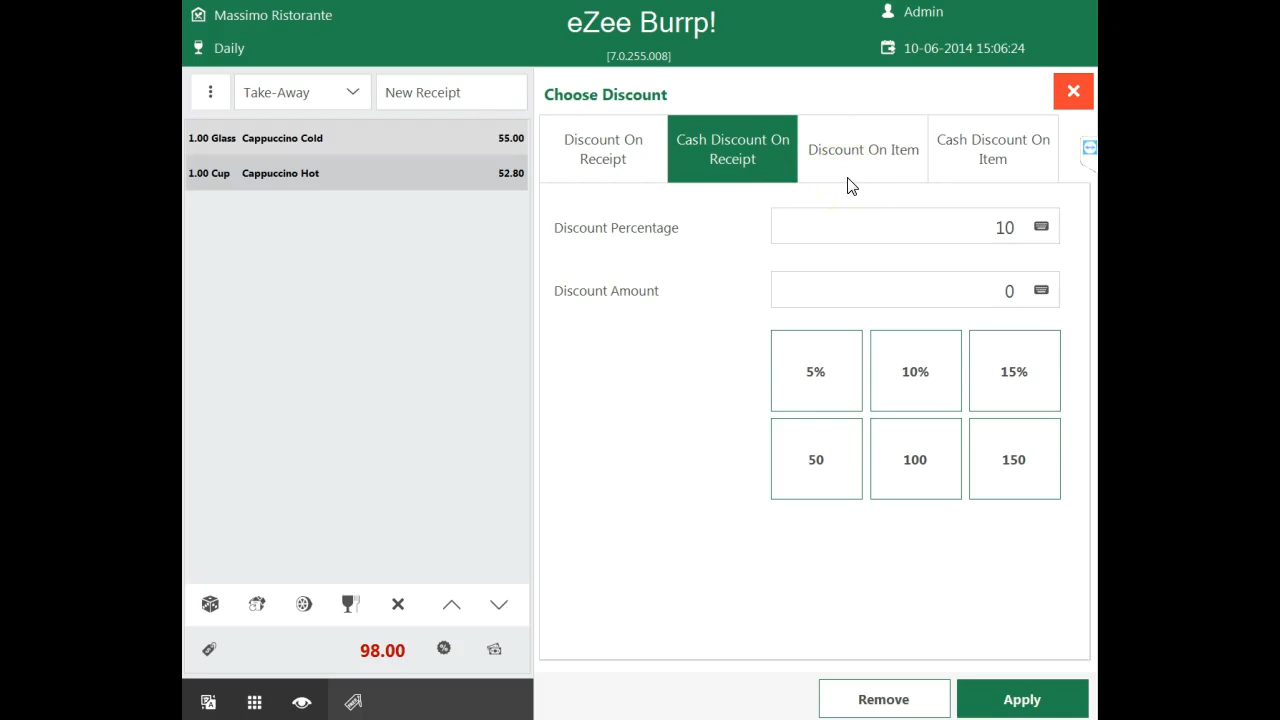 Massimo Ristorante
Daily
eZee Burrp!
[7.0.255.008]
Admin
10-06-2014 15:06:24
Take-Away
New Receipt
1.00 Glass Cappuccino Cold 55.00
1.00 Cup Cappuccino Hot 52.80
98.00
Choose Discount
Discount On
Receipt
Cash Discount On
Receipt
Discount On Item
Cash Discount On
Item
Discount Percentage
10
Discount Amount
0
5%
10%
15%
50
100
150
Remove
Apply